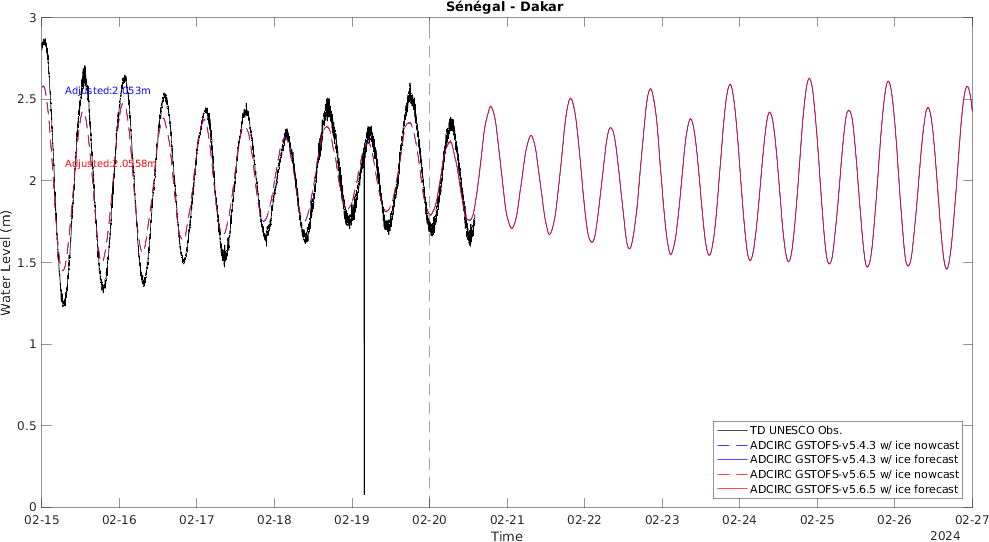 Sénégal - Dakar
Water Level (m)
3
2.5
2
1.5
1
0.5
0
Adjusted:2.053m
Adjusted:2.0558m
TD UNESCO Obs.
ADCIRC GSTOFS-v5.4.3 w/ ice nowcast
ADCIRC GSTOFS-v5.4.3 w/ ice forecast
ADCIRC GSTOFS-v5.6.5 w/ ice nowcast
ADCIRC GSTOFS-v5.6.5 w/ ice forecast
02-15 02-16 02-17 02-18 02-19 02-20 02-21 02-22 02-23 02-24 02-25 02-26 02-27
Time
2024